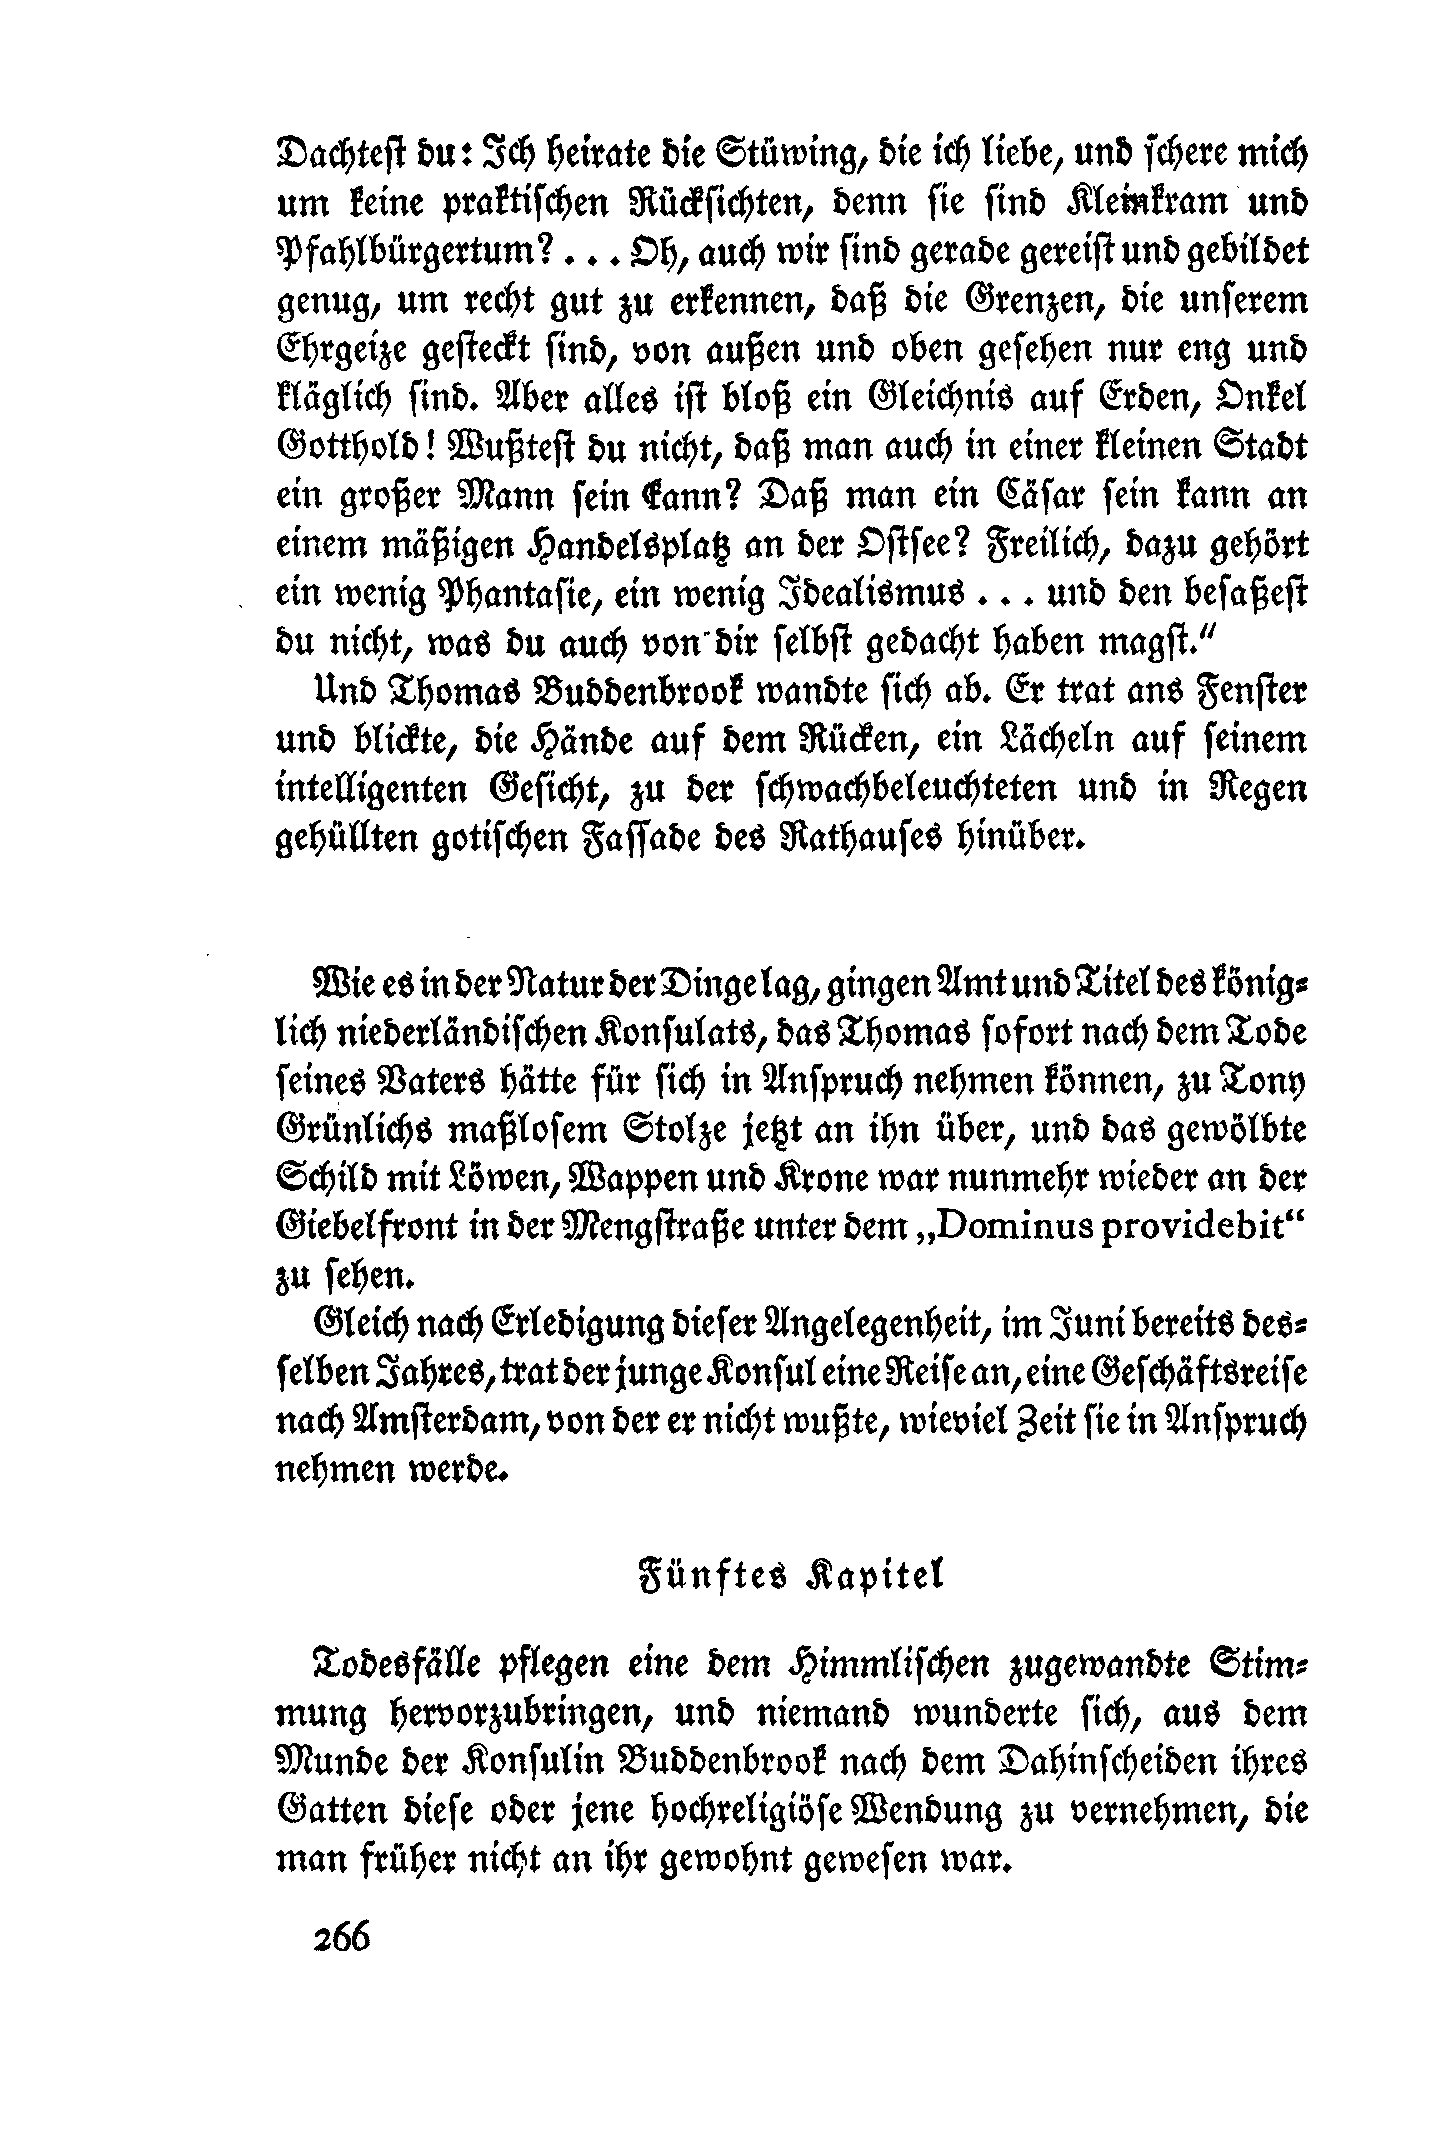 Dachtest du: Ich heirate die Stüwing, die ich liebe, und schere mich
um keine praktischen Rücksichten, denn sie sind Kleinkram und
Pfahlbürgertum? . . . Oh, auch wir sind gerade gereist und gebildet
genug, um recht gut zu erkennen, daß die Grenzen, die unserem
Ehrgeize gesteckt sind, von außen und oben gesehen nur eng und
kläglich sind. Aber alles ist bloß ein Gleichnis auf Erden, Onkel
Gotthold! Wußtest du nicht, daß man auch in einer kleinen Stadt
ein großer Mann sein kann? Daß man ein Cäsar sein kann an
einem mäßigen Handelsplatz an der Ostsee? Freilich, dazu gehört
ein wenig Phantasie, ein wenig Idealismus . . . und den besaßest
du nicht, was du auch von dir selbst gedacht haben magst."
Und Thomas Buddenbrook wandte sich ab. Er trat ans Fenster
und blickte, die Hände auf dem Rücken, ein Lächeln auf seinem
intelligenten Gesicht, zu der schwachbeleuchteten und in Regen
gehüllten gotischen Fassade des Rathauses hinüber.
Wie es in der Natur der Dinge lag, gingen Amt und Titel des könig-
lich niederländischen Konsulats, das Thomas sofort nach dem Tode
seines Vaters hätte für sich in Anspruch nehmen können, zu Tony
Grünlichs maßlosem Stolze jetzt an ihn über, und das gewölbte
Schild mit Löwen, Wappen und Krone war nunmehr wieder an der
Giebelfront in der Mengstraße unter dem „Dominus providebit“
zu sehen.
Gleich nach Erledigung dieser Angelegenheit, im Juni bereits des-
selben Jahres, trat der junge Konsul eine Reise an, eine Geschäftsreise
nach Amsterdam, von der er nicht wußte, wieviel Zeit sie in Anspruch
nehmen werde.
Fünftes Kapitel
Todesfälle pflegen eine dem Himmlischen zugewandte Stim-
mung hervorzubringen, und niemand wunderte sich, aus dem
Munde der Konsulin Buddenbrook nach dem Dahinscheiden ihres
Gatten diese oder jene hochreligiöse Wendung zu vernehmen, die
man früher nicht an ihr gewohnt gewesen war.
266